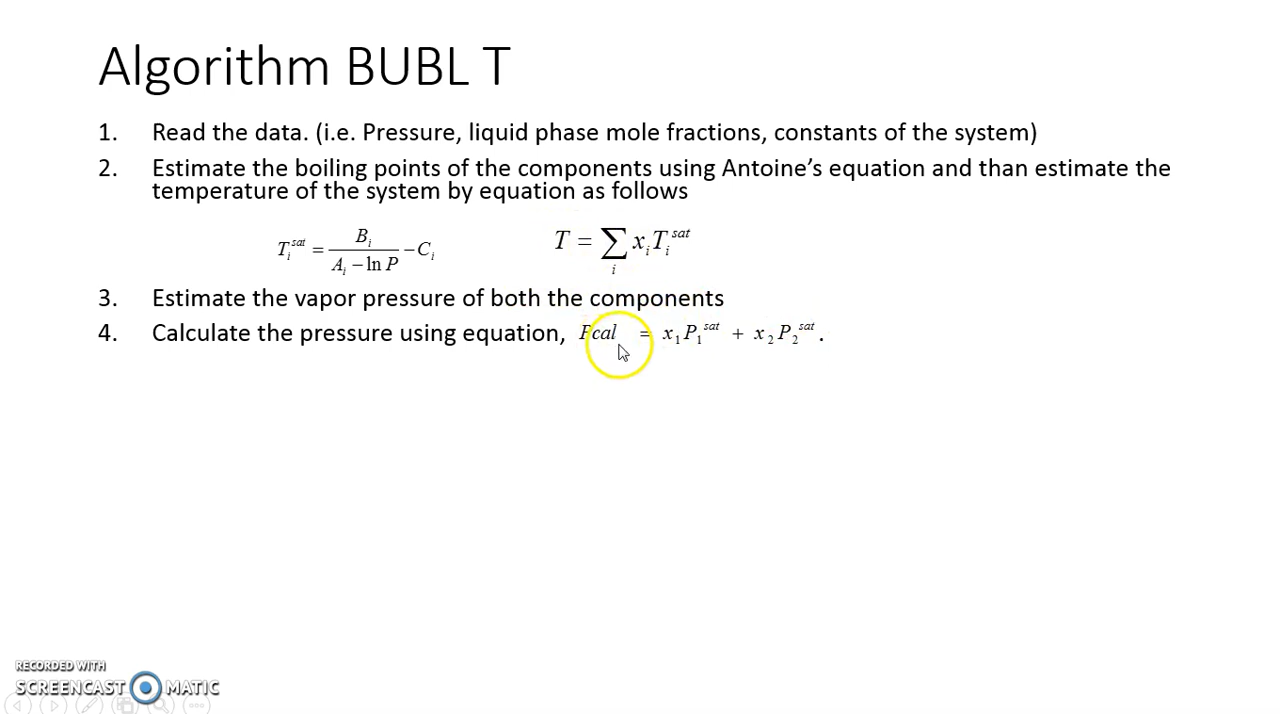 Algorithm BUBL T
1. Read the data. (i.e. Pressure, liquid phase mole fractions, constants of the system)
2. Estimate the boiling points of the components using Antoine's equation and than estimate the
temperature of the system by equation as follows
T_i^sat = B_i / (A_i − ln P) − C_i    T = ∑_i x_i T_i^sat
3. Estimate the vapor pressure of both the components
4. Calculate the pressure using equation, Pcal = x_1 P_1^sat + x_2 P_2^sat.
RECORDED WITH
SCREENCAST MATIC